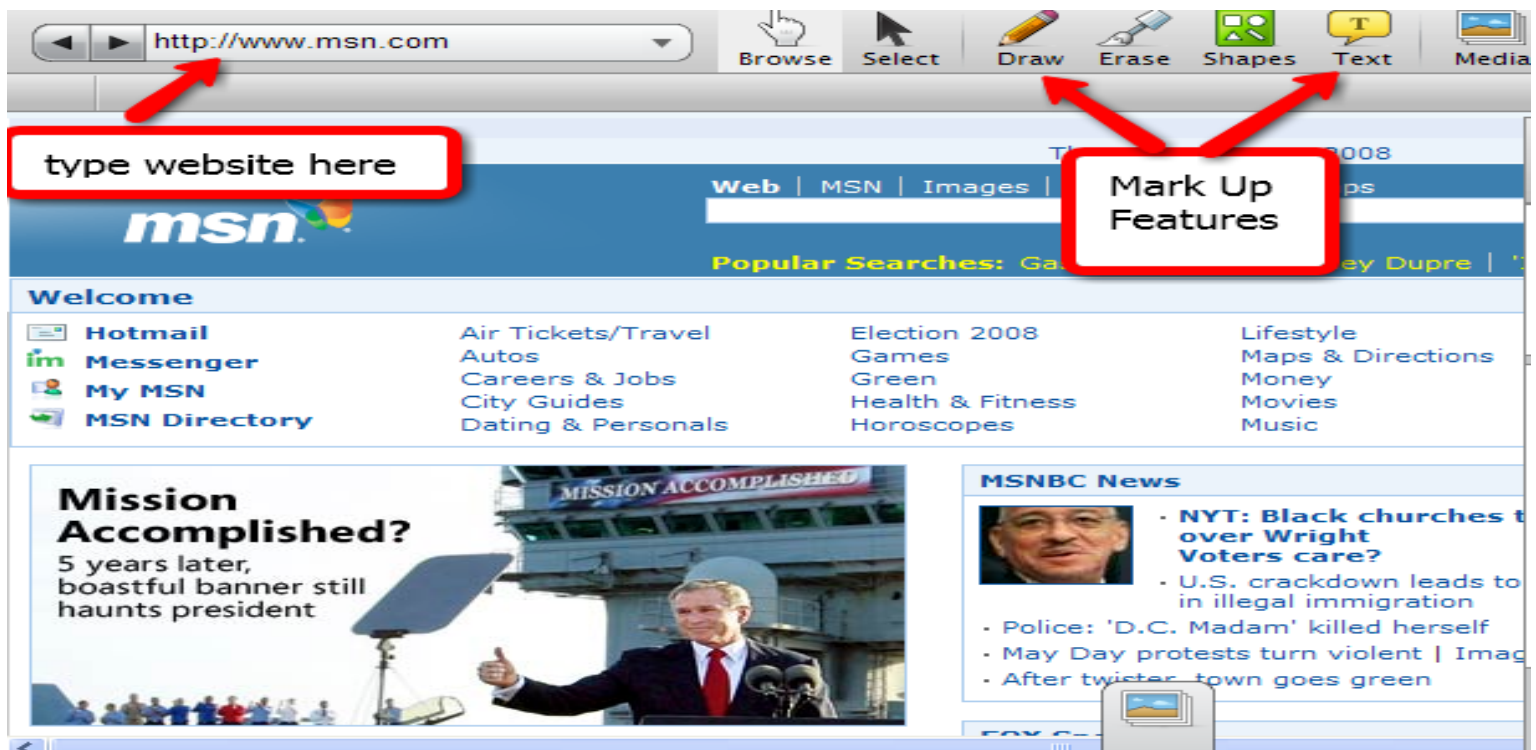 http://www.msn.com
Browse Select Draw Erase Shapes Text Media
type website here
2008
Mark Up
Features
Web | MSN | Images |
msn
Popular Searches: Dupre |
Welcome
Hotmail
Messenger
My MSN
MSN Directory
Air Tickets/Travel
Autos
Careers & Jobs
City Guides
Dating & Personals
Election 2008
Games
Green
Health & Fitness
Horoscopes
Lifestyle
Maps & Directions
Money
Movies
Music
Mission
Accomplished?
5 years later,
boastful banner still
haunts president
MISSION ACCOMPLISHED
MSNBC News
· NYT: Black churches
over Wright
Voters care?
· U.S. crackdown leads to
in illegal immigration
· Police: 'D.C. Madam' killed herself
· May Day protests turn violent |
· After twister, town goes green